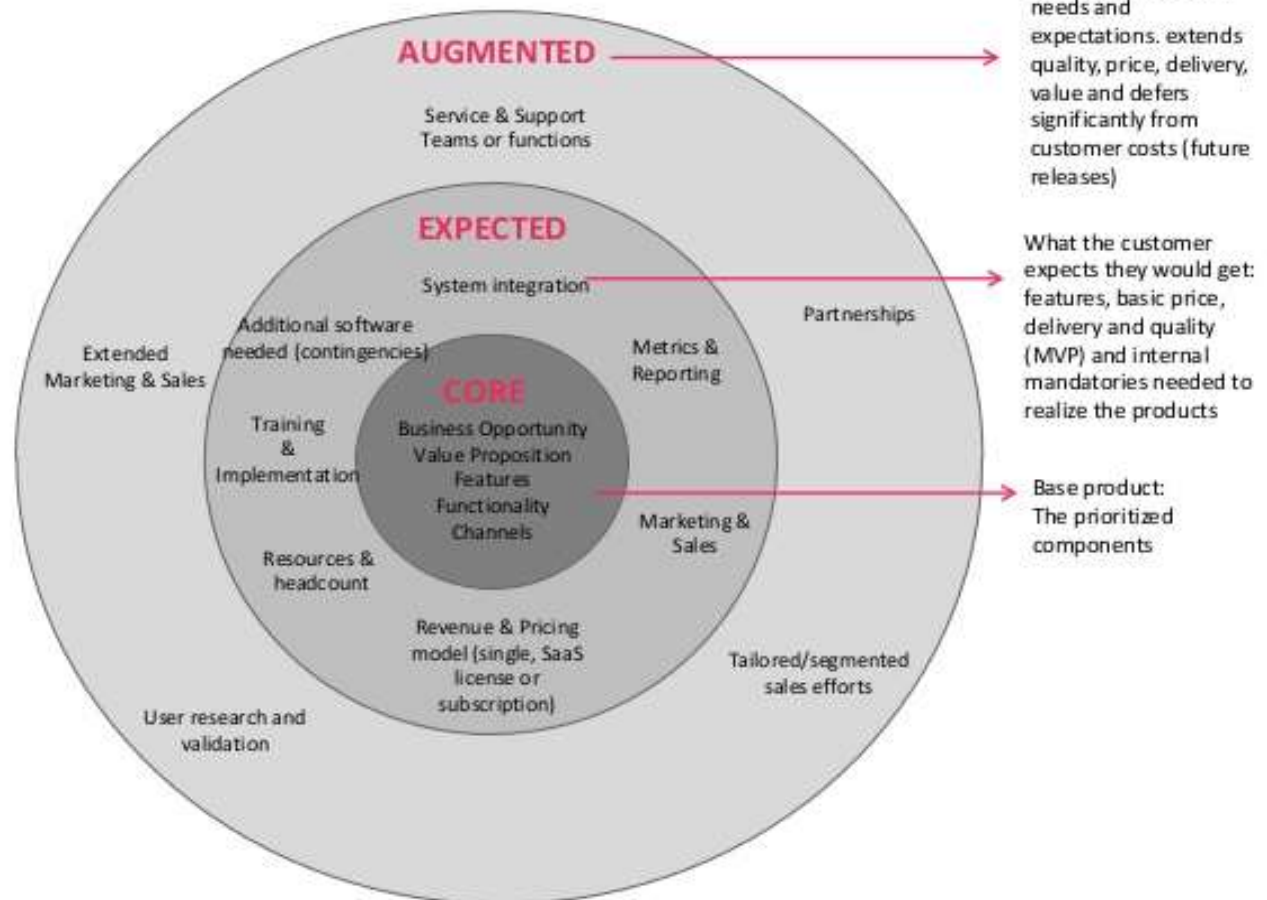 AUGMENTED
Service & Support
Teams or functions
EXPECTED
System integration
Additional software
needed (contingencies)
Metrics &
Reporting
Partnerships
Extended
Marketing & Sales
CORE
Business Opportunity
Value Proposition
Features
Functionality
Channels
Training
&
Implementation
Marketing &
Sales
Resources &
headcount
Revenue & Pricing
model (single, SaaS
license or
subscription)
Tailored/segmented
sales efforts
User research and
validation
needs and
expectations. extends
quality, price, delivery,
value and defers
significantly from
customer costs (future
releases)
What the customer
expects they would get:
features, basic price,
delivery and quality
(MVP) and internal
mandatories needed to
realize the products
Base product:
The prioritized
components